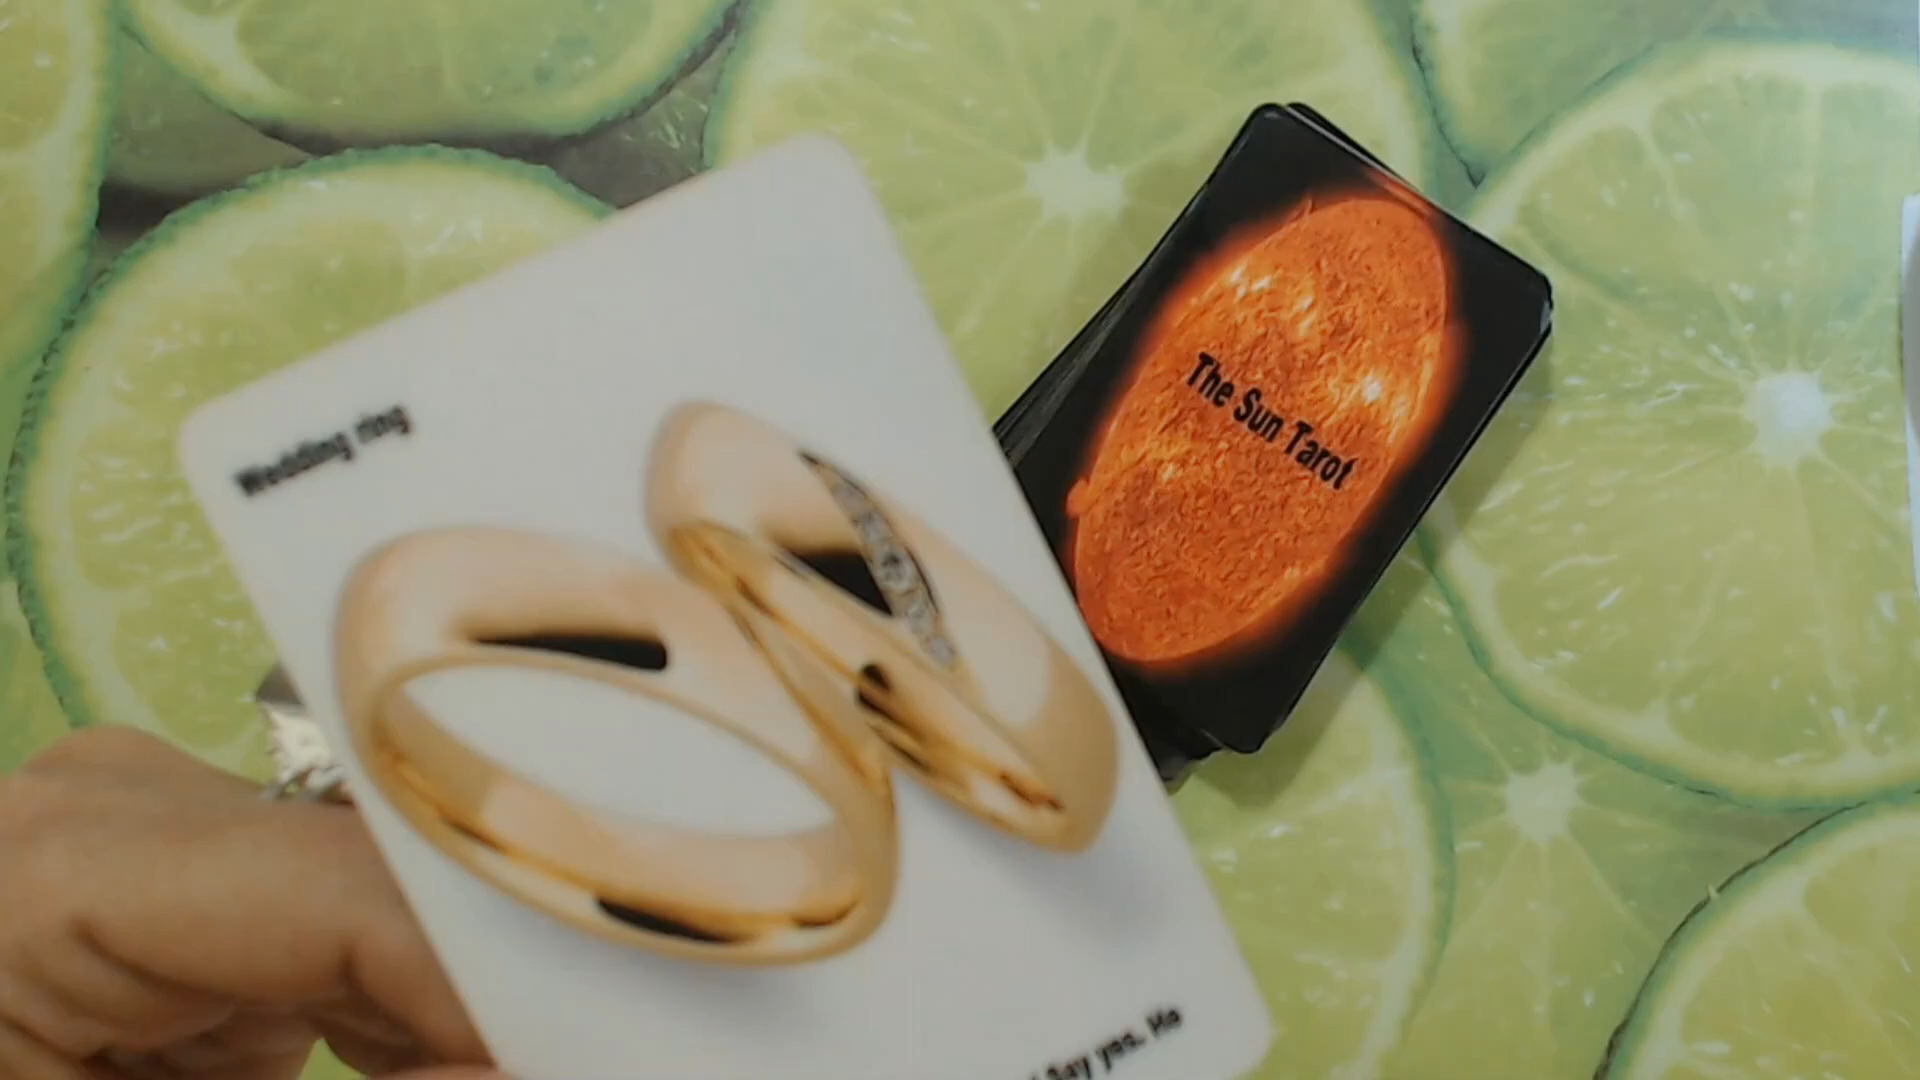 Wedding ring
The Sun Tarot
Say yes. He